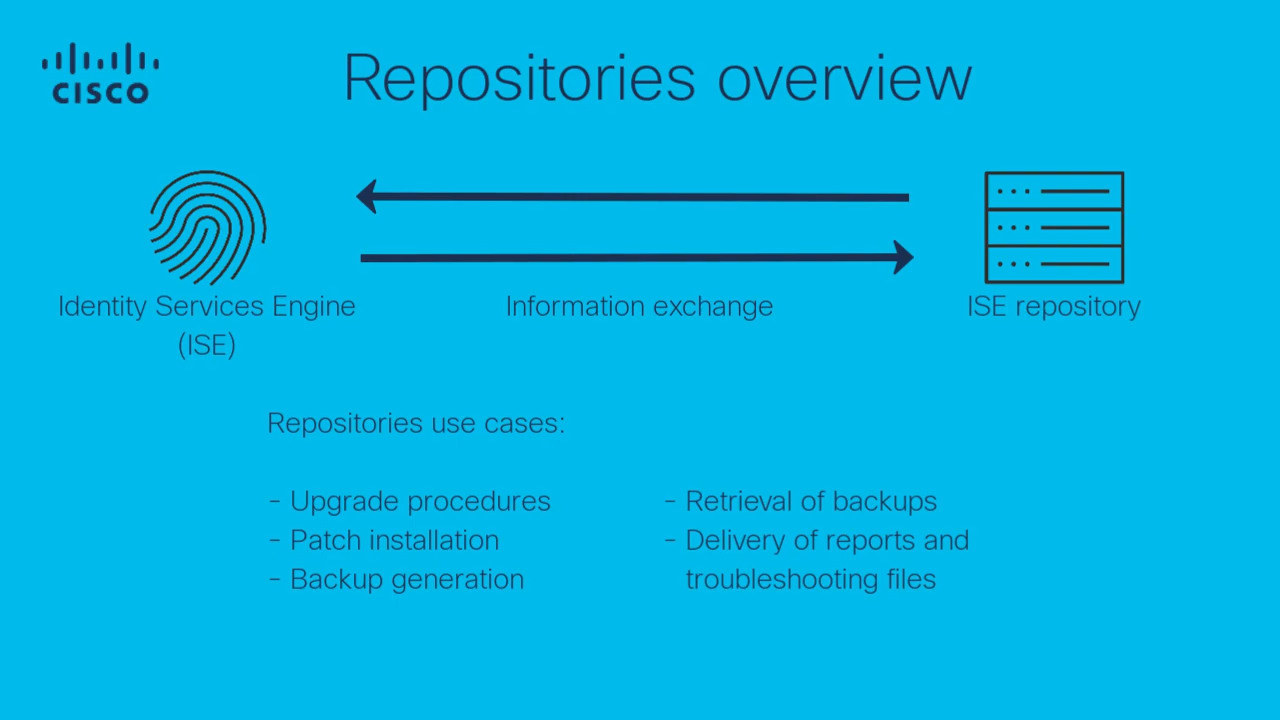 CISCO
Repositories overview
Identity Services Engine
(ISE)
Information exchange
ISE repository
Repositories use cases:
- Upgrade procedures
- Patch installation
- Backup generation
- Retrieval of backups
- Delivery of reports and
troubleshooting files